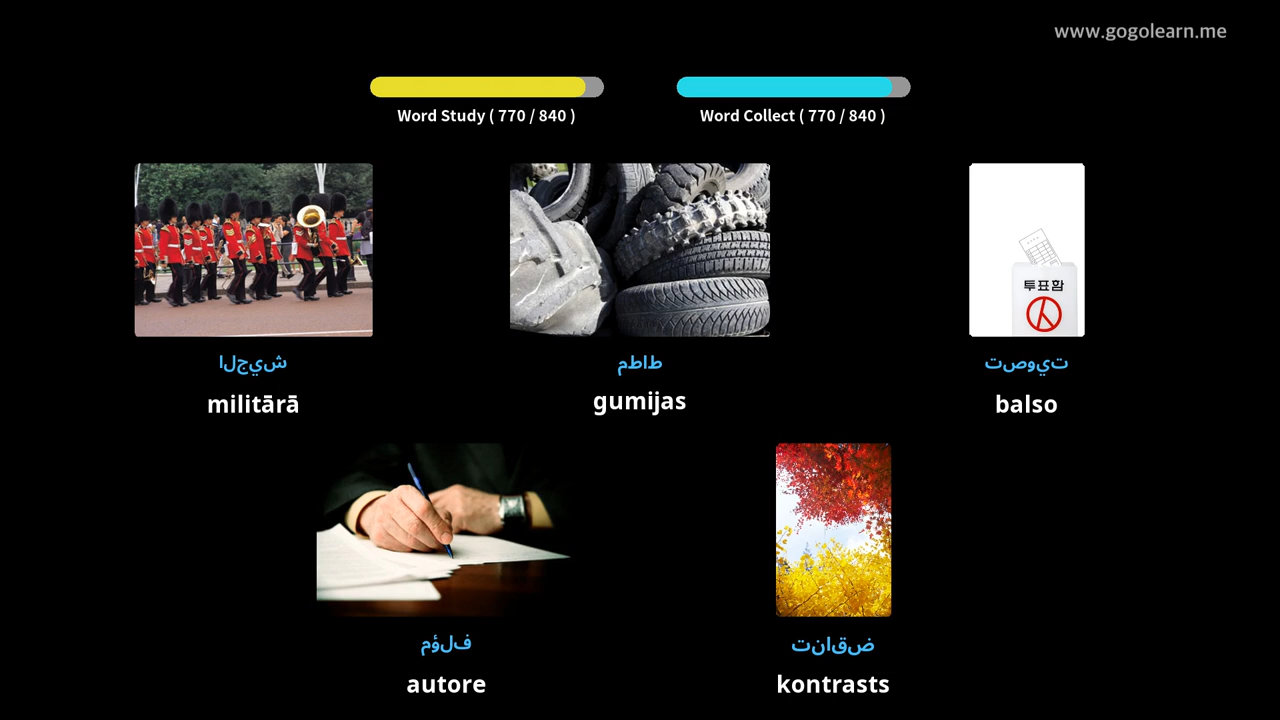 www.gogolearn.me
Word Study ( 770 / 840 )
Word Collect ( 770 / 840 )
투표함
الجيش
مطاط
تصويت
militārā
gumijas
balso
مؤلف
تناقض
autore
kontrasts